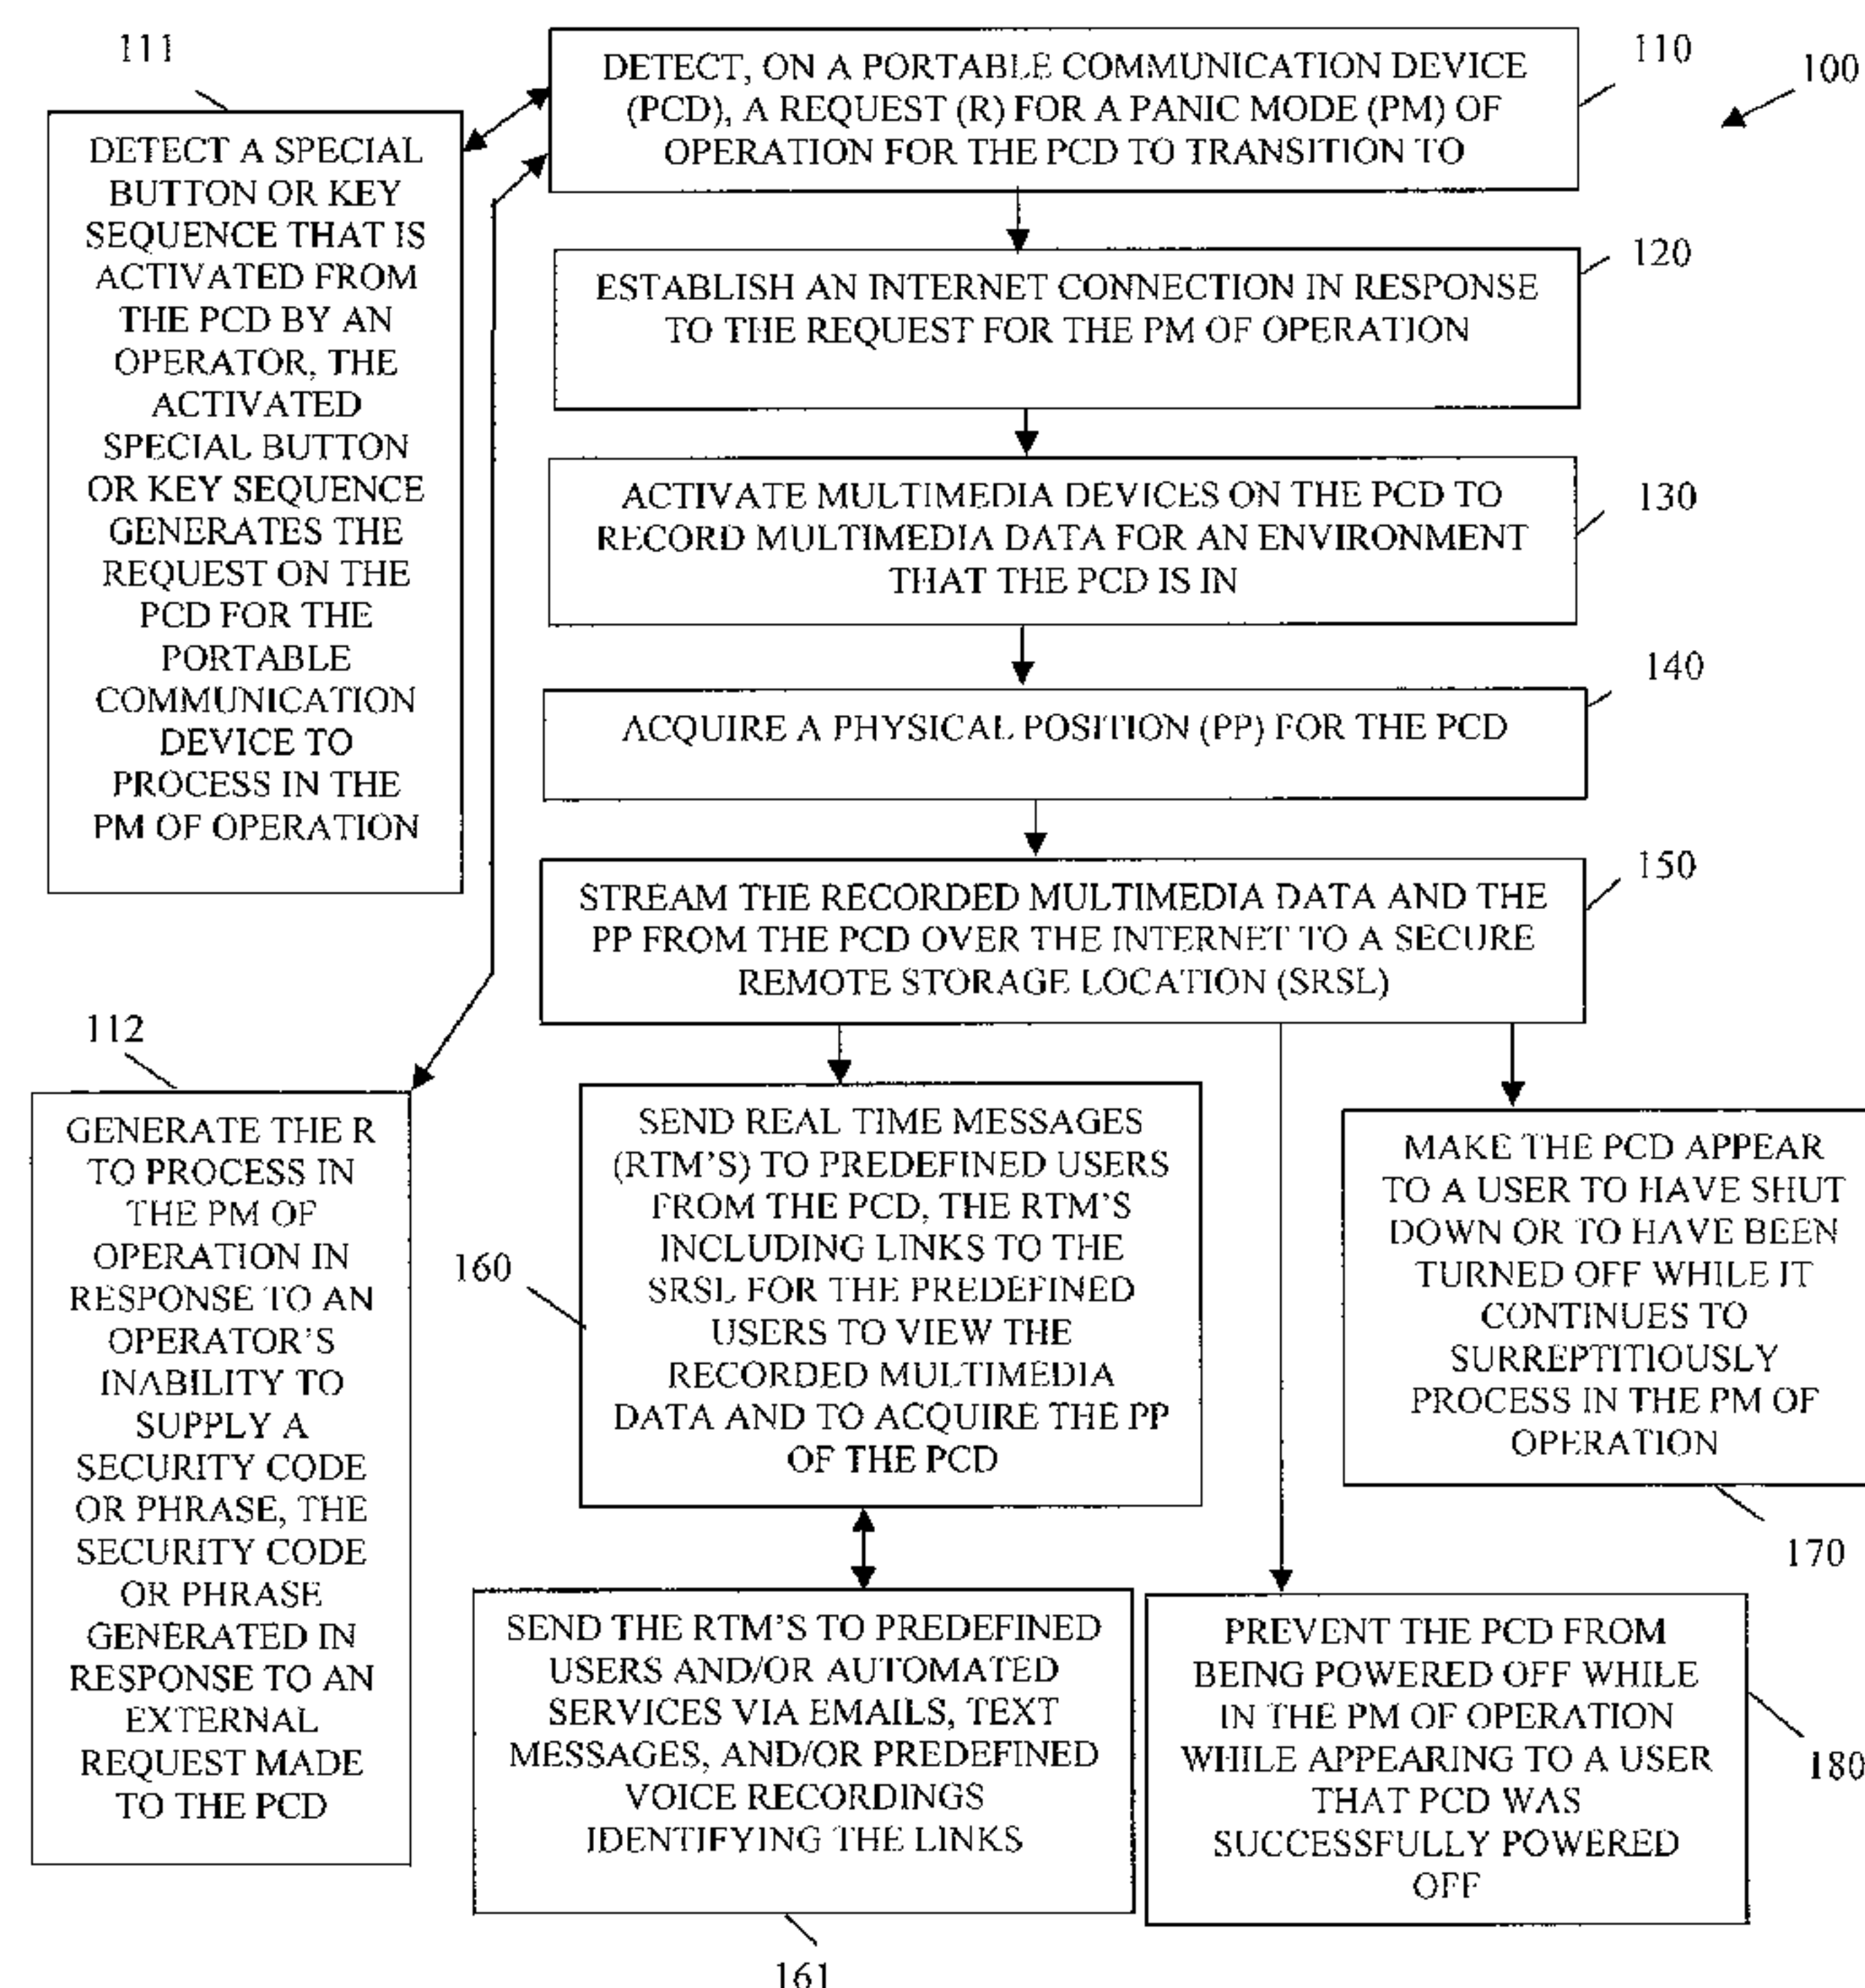 111
110
100
DETECT, ON A PORTABLE COMMUNICATION DEVICE
(PCD), A REQUEST (R) FOR A PANIC MODE (PM) OF
OPERATION FOR THE PCD TO TRANSITION TO
DETECT A SPECIAL
BUTTON OR KEY
SEQUENCE THAT IS
ACTIVATED FROM
THE PCD BY AN
OPERATOR, THE
ACTIVATED
SPECIAL BUTTON
OR KEY SEQUENCE
GENERATES THE
REQUEST ON THE
PCD FOR THE
PORTABLE
COMMUNICATION
DEVICE TO
PROCESS IN THE
PM OF OPERATION
120
ESTABLISH AN INTERNET CONNECTION IN RESPONSE
TO THE REQUEST FOR THE PM OF OPERATION
130
ACTIVATE MULTIMEDIA DEVICES ON THE PCD TO
RECORD MULTIMEDIA DATA FOR AN ENVIRONMENT
THAT THE PCD IS IN
140
ACQUIRE A PHYSICAL POSITION (PP) FOR THE PCD
150
STREAM THE RECORDED MULTIMEDIA DATA AND THE
PP FROM THE PCD OVER THE INTERNET TO A SECURE
REMOTE STORAGE LOCATION (SRSL)
112
GENERATE THE R
TO PROCESS IN
THE PM OF
OPERATION IN
RESPONSE TO AN
OPERATOR'S
INABILITY TO
SUPPLY A
SECURITY CODE
OR PHRASE, THE
SECURITY CODE
OR PHRASE
GENERATED IN
RESPONSE TO AN
EXTERNAL
REQUEST MADE
TO THE PCD
160
SEND REAL TIME MESSAGES
(RTM'S) TO PREDEFINED USERS
FROM THE PCD, THE RTM'S
INCLUDING LINKS TO THE
SRSL FOR THE PREDEFINED
USERS TO VIEW THE
RECORDED MULTIMEDIA
DATA AND TO ACQUIRE THE PP
OF THE PCD
MAKE THE PCD APPEAR
TO A USER TO HAVE SHUT
DOWN OR TO HAVE BEEN
TURNED OFF WHILE IT
CONTINUES TO
SURREPTITIOUSLY
PROCESS IN THE PM OF
OPERATION
170
SEND THE RTM'S TO PREDEFINED
USERS AND/OR AUTOMATED
SERVICES VIA EMAILS, TEXT
MESSAGES, AND/OR PREDEFINED
VOICE RECORDINGS
IDENTIFYING THE LINKS
161
PREVENT THE PCD FROM
BEING POWERED OFF WHILE
IN THE PM OF OPERATION
WHILE APPEARING TO A USER
THAT PCD WAS
SUCCESSFULLY POWERED
OFF
180